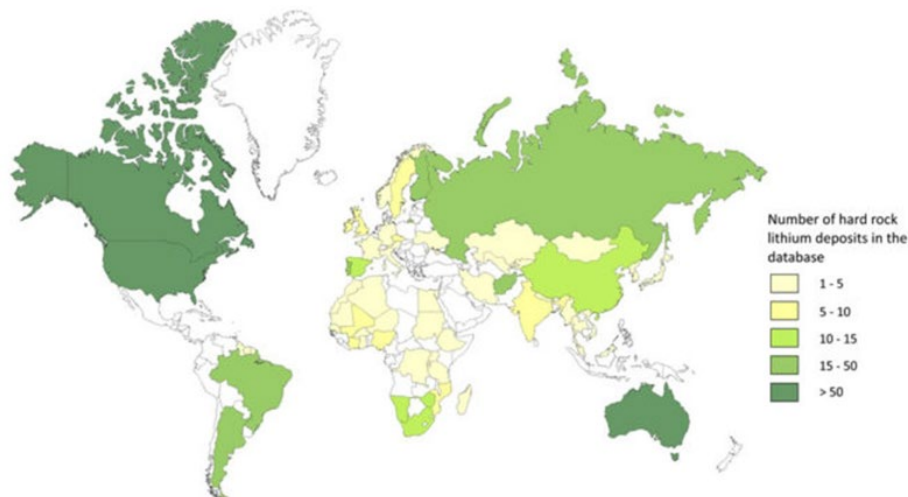 Number of hard rock
lithium deposits in the
database
1 - 5
5 - 10
10 - 15
15 - 50
> 50